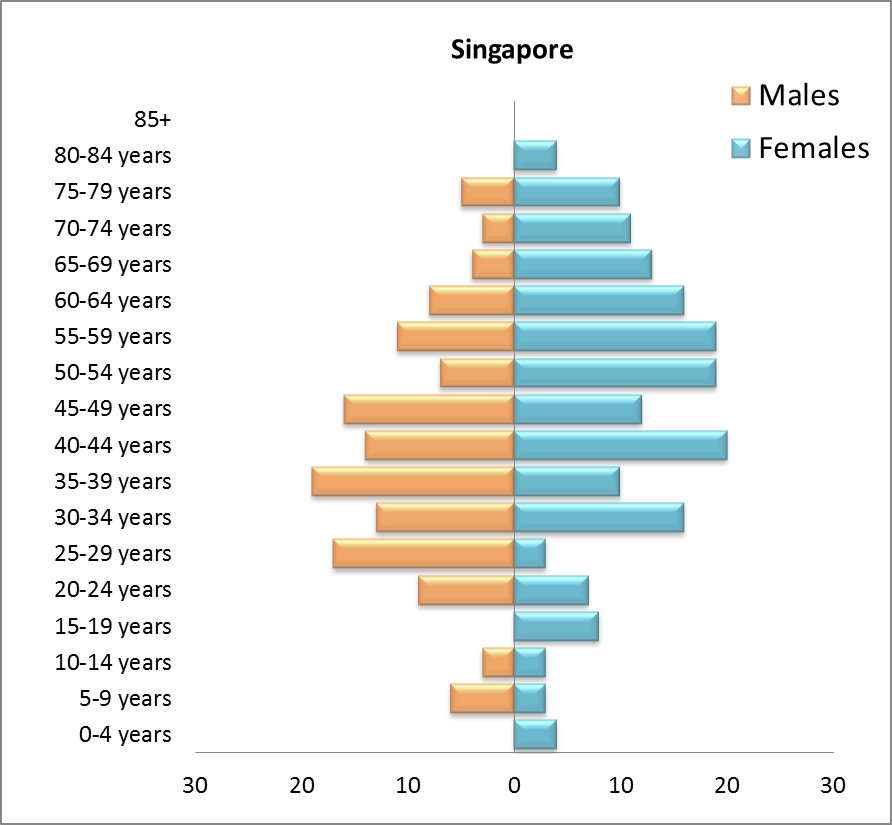 Singapore
Males
Females
85+
80-84 years
75-79 years
70-74 years
65-69 years
60-64 years
55-59 years
50-54 years
45-49 years
40-44 years
35-39 years
30-34 years
25-29 years
20-24 years
15-19 years
10-14 years
5-9 years
0-4 years
30 20 10 0 10 20 30